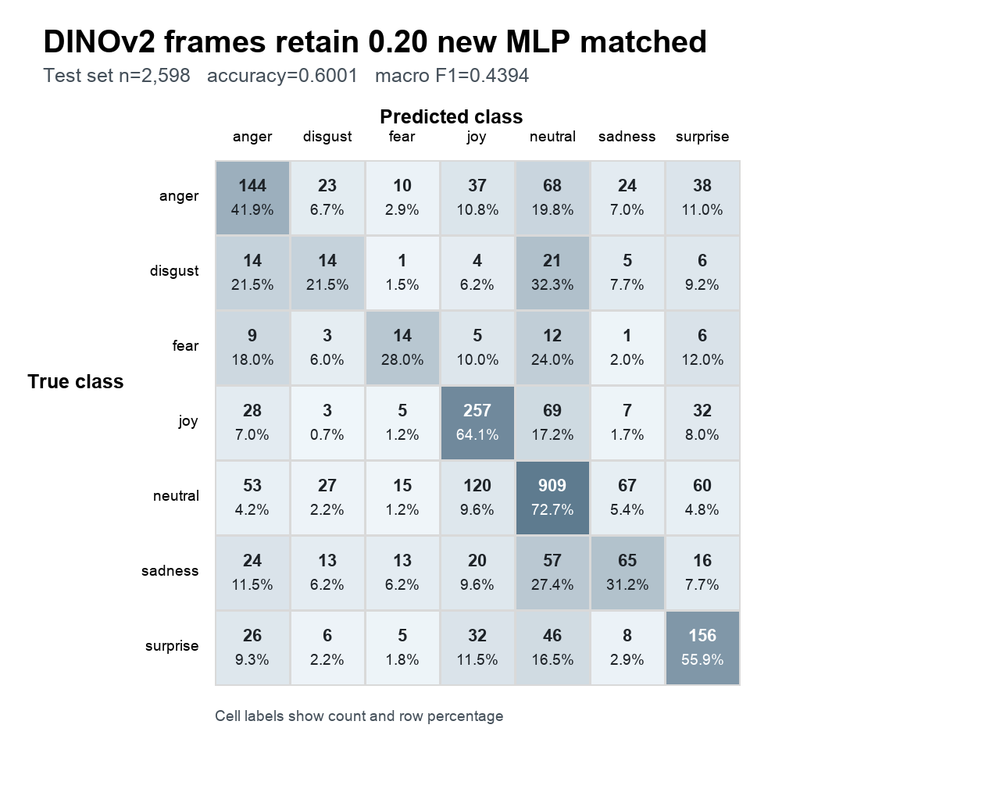 DINOv2 frames retain 0.20 new MLP matched
Test set n=2,598 accuracy=0.6001 macro F1=0.4394
Predicted class
anger disgust fear joy neutral sadness surprise
144 23 10 37 68 24 38
anger
41.9% 6.7% 2.9% 10.8% 19.8% 7.0% 11.0%
14 14 1 4 21 5 6
disgust
21.5% 21.5% 1.5% 6.2% 32.3% 7.7% 9.2%
9 3 14 5 12 1 6
fear
18.0% 6.0% 28.0% 10.0% 24.0% 2.0% 12.0%
True class
28 3 5 257 69 7 32
joy
7.0% 0.7% 1.2% 64.1% 17.2% 1.7% 8.0%
53 27 15 120 909 67 60
neutral
4.2% 2.2% 1.2% 9.6% 72.7% 5.4% 4.8%
24 13 13 20 57 65 16
sadness
11.5% 6.2% 6.2% 9.6% 27.4% 31.2% 7.7%
26 6 5 32 46 8 156
surprise
9.3% 2.2% 1.8% 11.5% 16.5% 2.9% 55.9%
Cell labels show count and row percentage